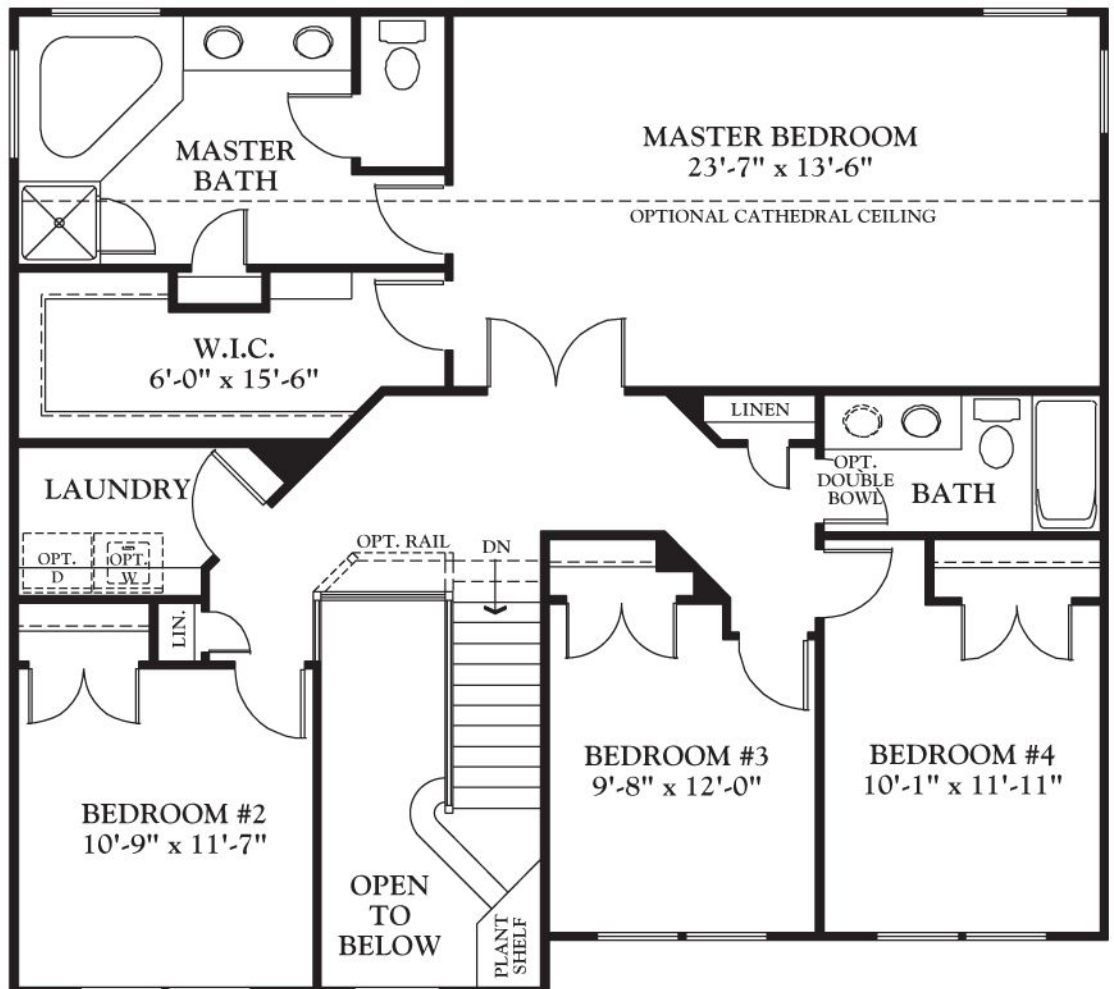 MASTER
BATH
MASTER BEDROOM
23'-7" x 13'-6"
OPTIONAL CATHEDRAL CEILING
W.I.C.
6'-0" x 15'-6"
LINEN
LAUNDRY
OPT.
D
OPT.
W
OPT. RAIL
DN
OPT.
DOUBLE
BOWL
BATH
LIN.
BEDROOM #2
10'-9" x 11'-7"
OPEN
TO
BELOW
PLANT
SHELF
BEDROOM #3
9'-8" x 12'-0"
BEDROOM #4
10'-1" x 11'-11"